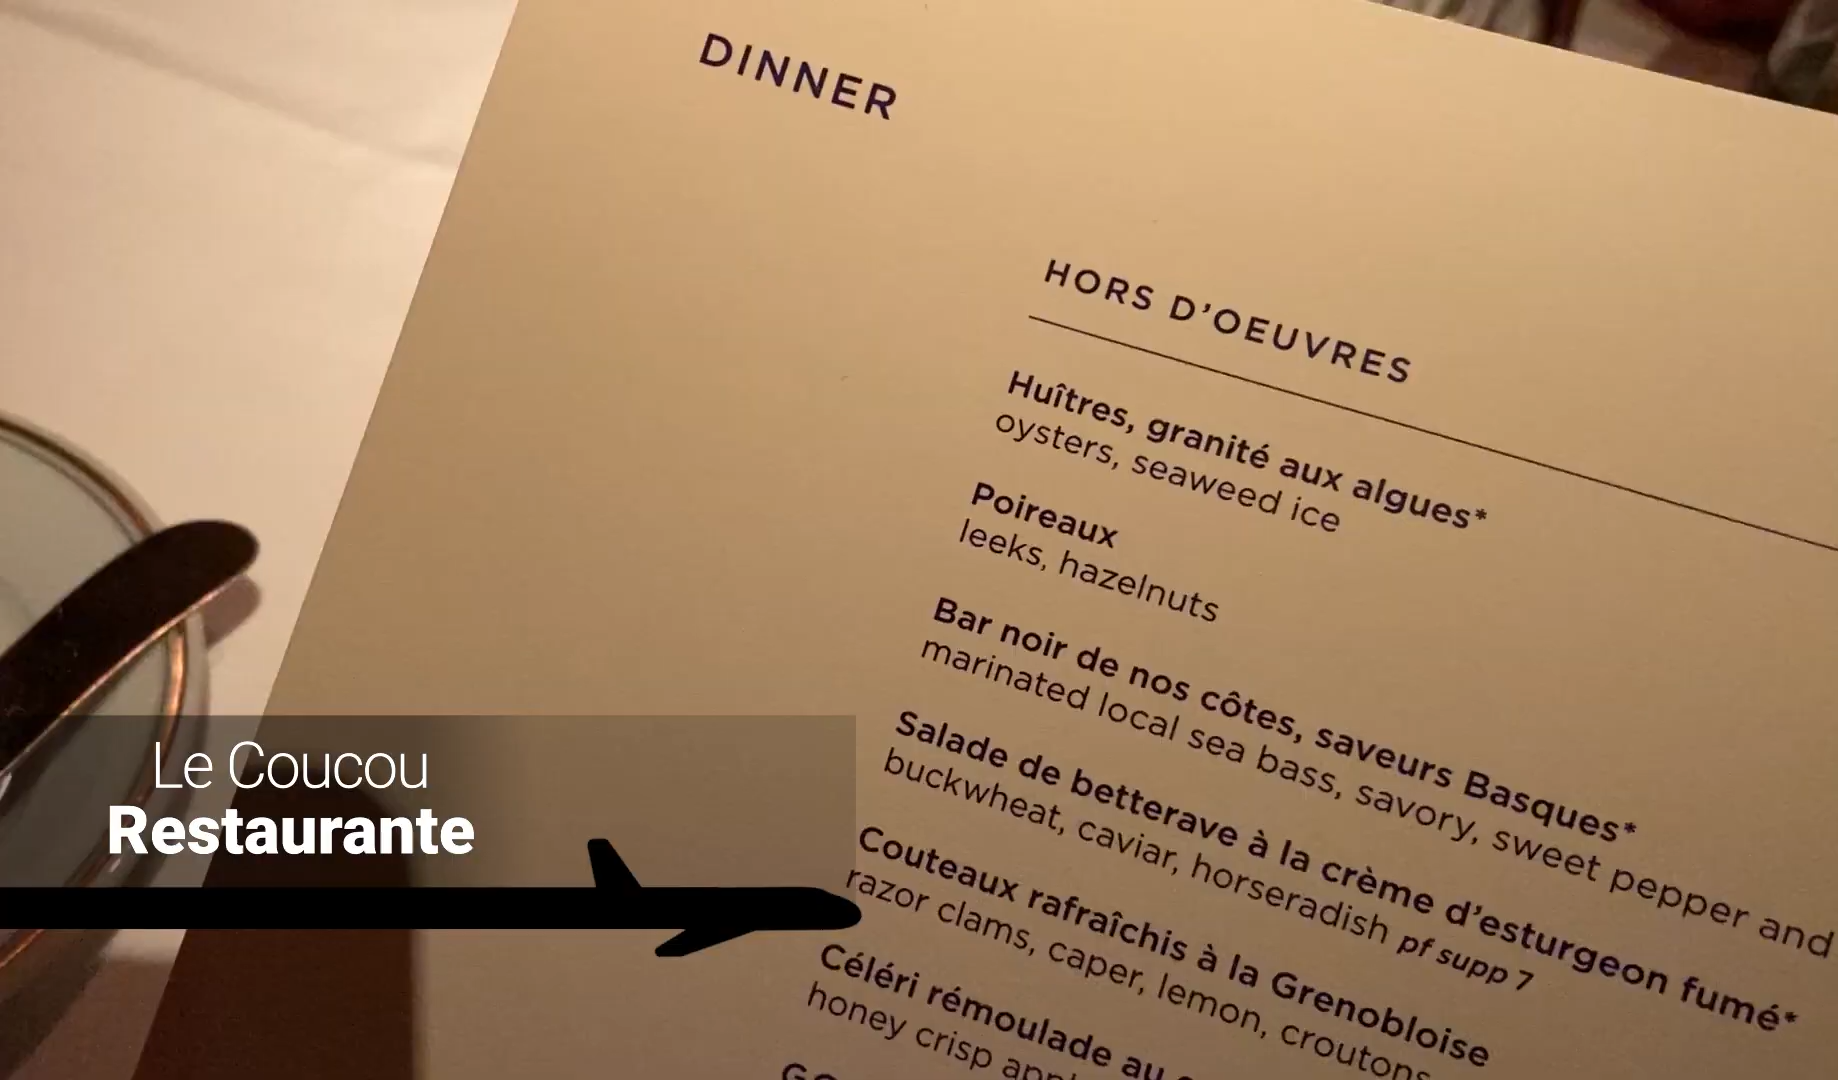 DINNER
HORS D'OEUVRES
Huîtres, granité aux algues*
oysters, seaweed ice
Poireaux
leeks, hazelnuts
Bar noir de nos côtes, saveurs Basques*
marinated local sea bass, savory, sweet pepper and
Salade de betterave à la crème d'esturgeon fumé*
buckwheat, caviar, horseradish pf supp 7
Couteaux rafraîchis à la Grenobloise
razor clams, caper, lemon, croutons
Céléri rémoulade au
honey crisp
Le Coucou
Restaurante